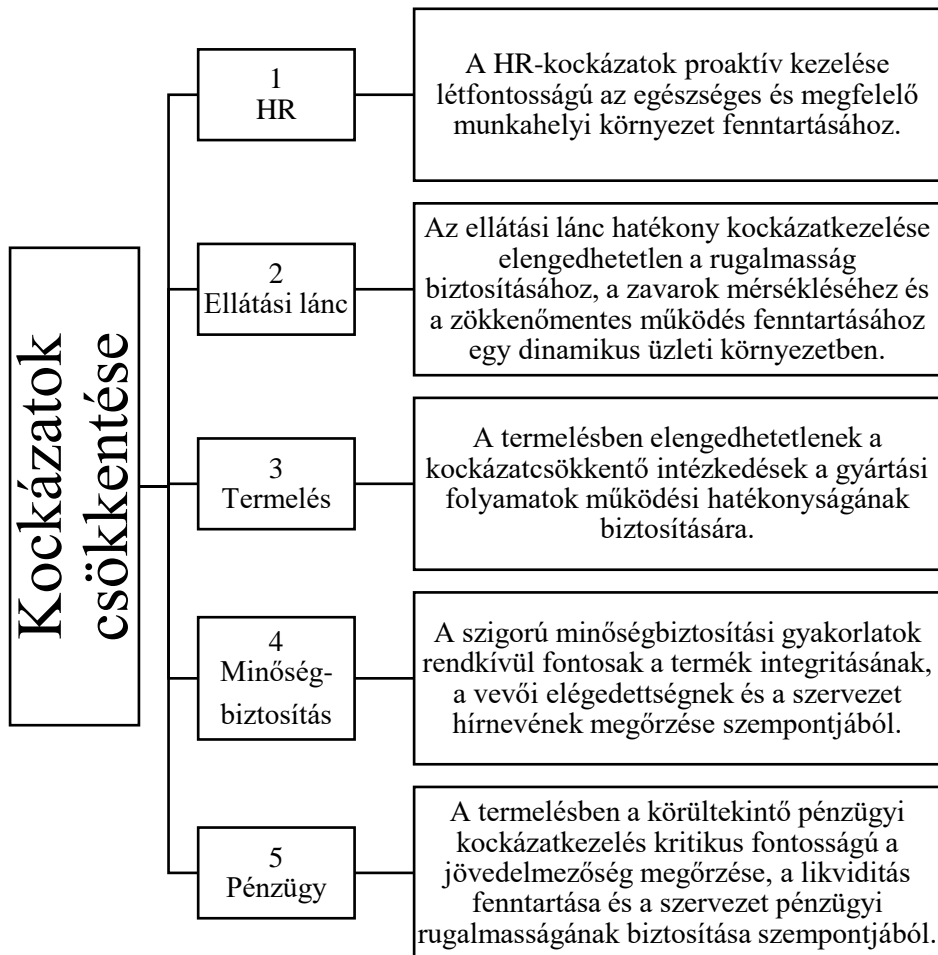 Kockázatok
csökkentése
1
HR
A HR-kockázatok proaktív kezelése
létfontosságú az egészséges és megfelelő
munkahelyi környezet fenntartásához.
2
Ellátási lánc
Az ellátási lánc hatékony kockázatkezelése
elengedhetetlen a rugalmasság
biztosításához, a zavarok mérsékléséhez és
a zökkenőmentes működés fenntartásához
egy dinamikus üzleti környezetben.
3
Termelés
A termelésben elengedhetetlenek a
kockázatcsökkentő intézkedések a gyártási
folyamatok működési hatékonyságának
biztosítására.
4
Minőség-
biztosítás
A szigorú minőségbiztosítási gyakorlatok
rendkívül fontosak a termék integritásának,
a vevői elégedettségnek és a szervezet
hírnevének megőrzése szempontjából.
5
Pénzügy
A termelésben a körültekintő pénzügyi
kockázatkezelés kritikus fontosságú a
jövedelmezőség megőrzése, a likviditás
fenntartása és a szervezet pénzügyi
rugalmasságának biztosítása szempontjából.